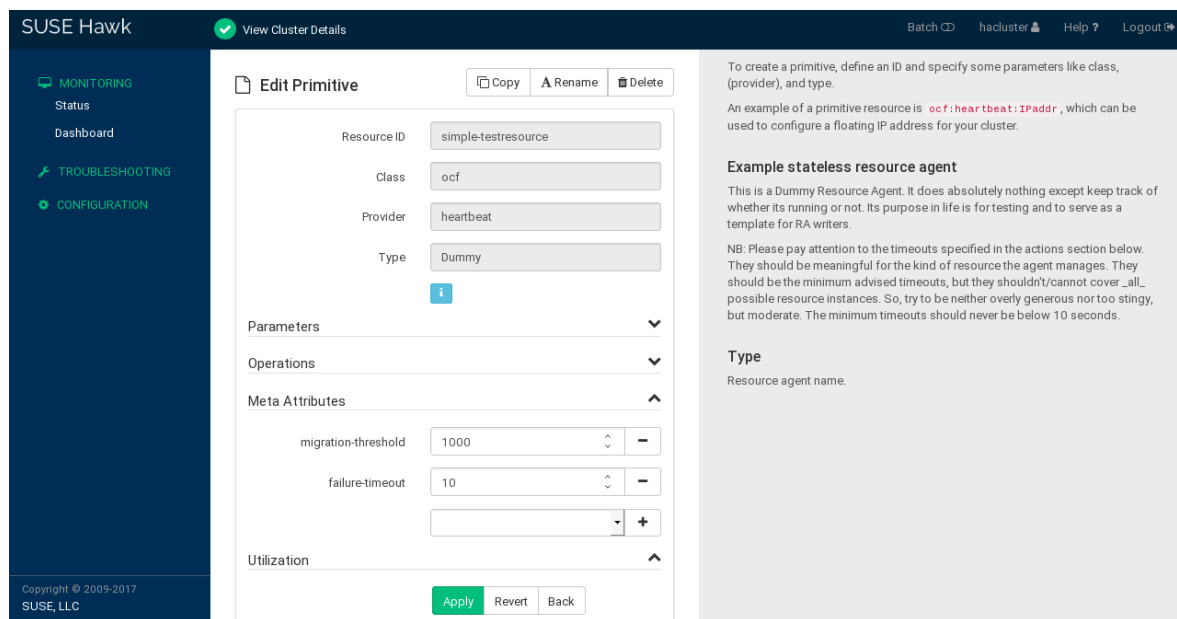 SUSE Hawk
View Cluster Details
Batch
hacluster
Help ?
Logout
MONITORING
Status
Dashboard
TROUBLESHOOTING
CONFIGURATION
Copyright © 2009-2017
SUSE, LLC
Edit Primitive
Copy
Rename
Delete
Resource ID
simple-testresource
Class
ocf
Provider
heartbeat
Type
Dummy
i
Parameters
Operations
Meta Attributes
migration-threshold
1000
failure-timeout
10
Utilization
Apply
Revert
Back
To create a primitive, define an ID and specify some parameters like class,
(provider), and type.
An example of a primitive resource is ocf:heartbeat:IPaddr, which can be
used to configure a floating IP address for your cluster.
Example stateless resource agent
This is a Dummy Resource Agent. It does absolutely nothing except keep track of
whether its running or not. Its purpose in life is for testing and to serve as a
template for RA writers.
NB: Please pay attention to the timeouts specified in the actions section below.
They should be meaningful for the kind of resource the agent manages. They
should be the minimum advised timeouts, but they shouldn't/cannot cover _all_
possible resource instances. So, try to be neither overly generous nor too stingy,
but moderate. The minimum timeouts should never be below 10 seconds.
Type
Resource agent name.